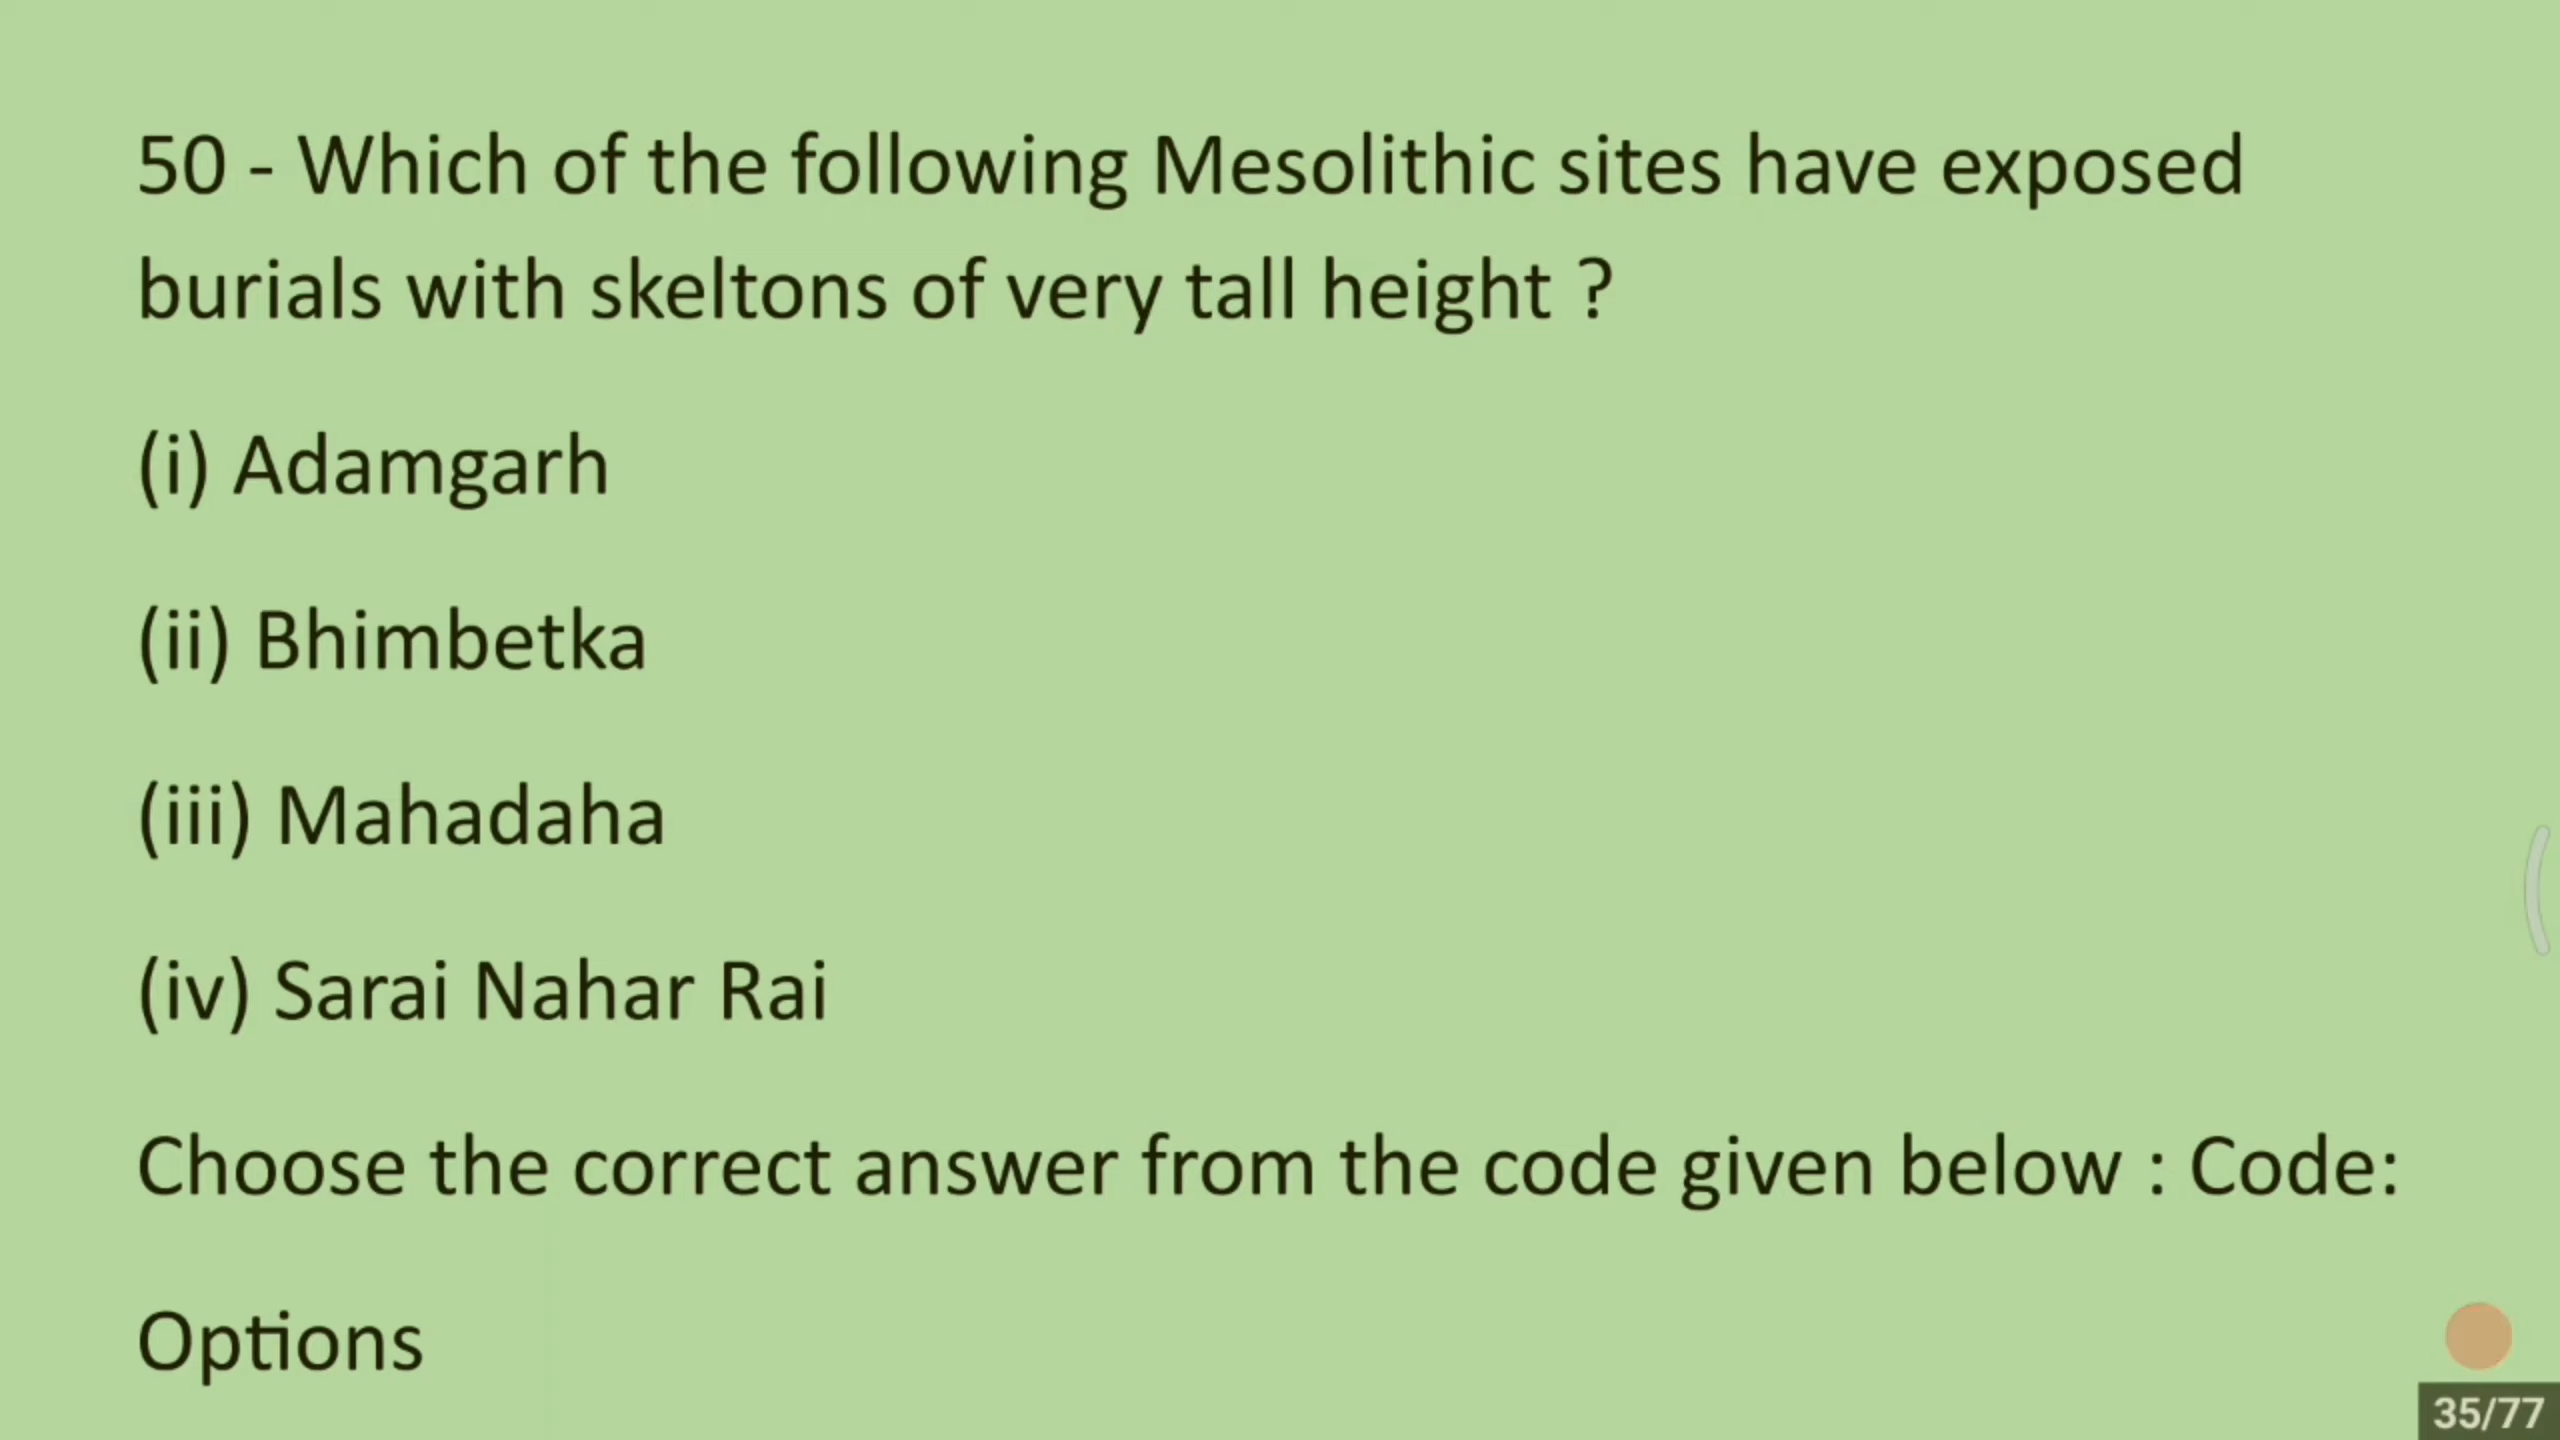 50 - Which of the following Mesolithic sites have exposed
burials with skeltons of very tall height ?
(i) Adamgarh
(ii) Bhimbetka
(iii) Mahadaha
(iv) Sarai Nahar Rai
Choose the correct answer from the code given below : Code:
Options
35/77